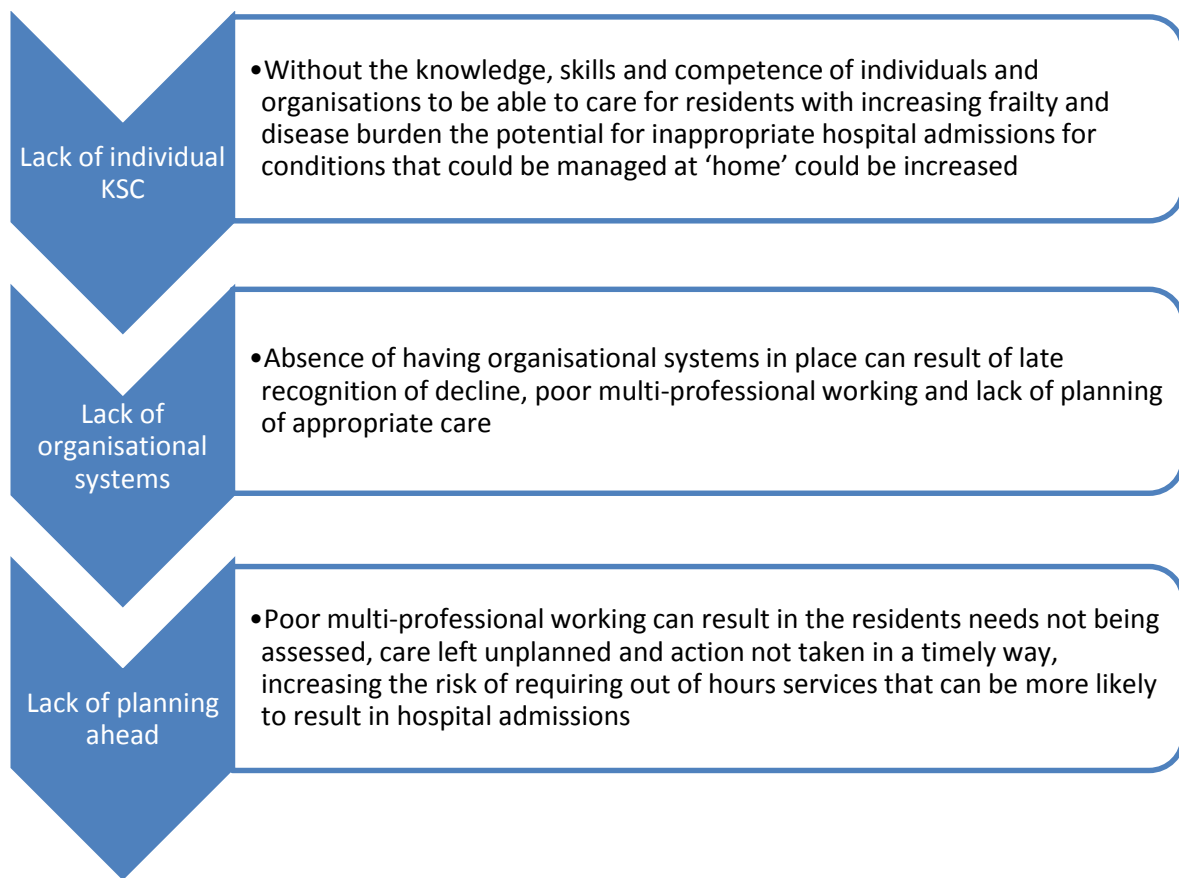 Lack of individual
KSC
•Without the knowledge, skills and competence of individuals and
organisations to be able to care for residents with increasing frailty and
disease burden the potential for inappropriate hospital admissions for
conditions that could be managed at ‘home’ could be increased
Lack of
organisational
systems
•Absence of having organisational systems in place can result of late
recognition of decline, poor multi-professional working and lack of planning
of appropriate care
Lack of planning
ahead
•Poor multi-professional working can result in the residents needs not being
assessed, care left unplanned and action not taken in a timely way,
increasing the risk of requiring out of hours services that can be more likely
to result in hospital admissions